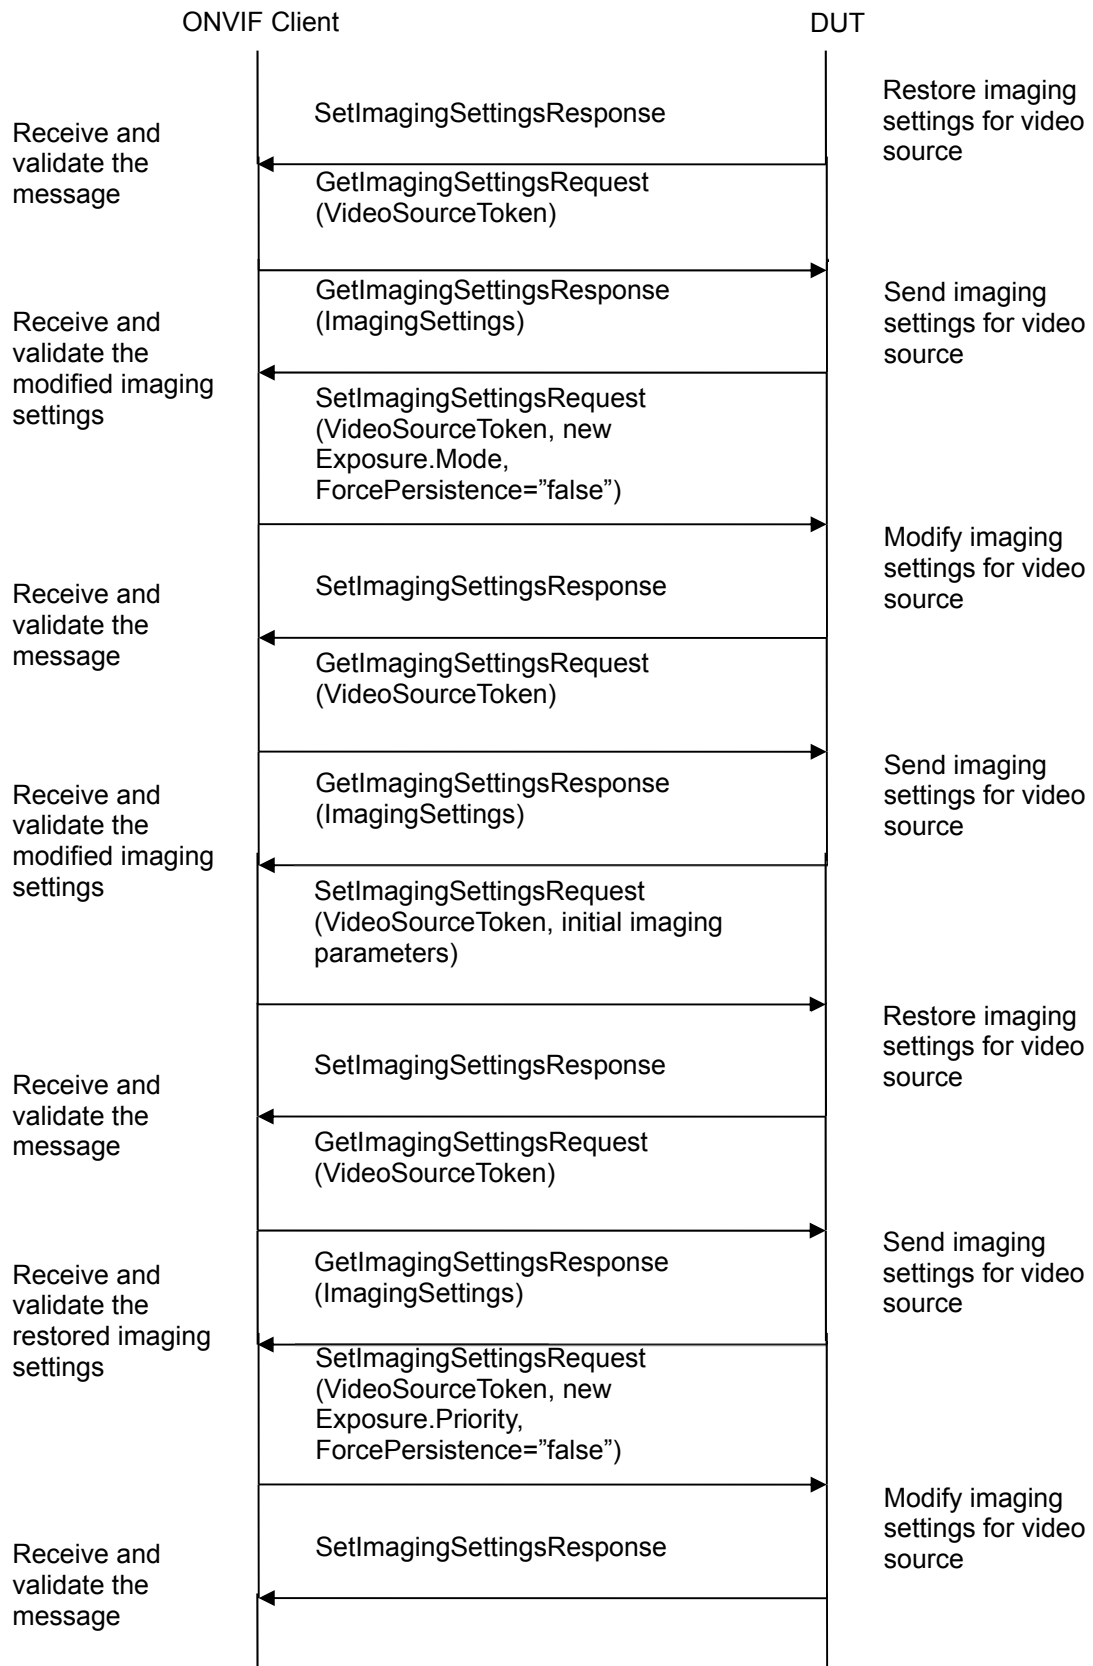 ONVIF Client
DUT
Restore imaging
settings for video
source
SetImagingSettingsResponse
Receive and
validate the
message
GetImagingSettingsRequest
(VideoSourceToken)
Send imaging
settings for video
source
GetImagingSettingsResponse
(ImagingSettings)
Receive and
validate the
modified imaging
settings
SetImagingSettingsRequest
(VideoSourceToken, new
Exposure.Mode,
ForcePersistence=”false”)
Modify imaging
settings for video
source
SetImagingSettingsResponse
Receive and
validate the
message
GetImagingSettingsRequest
(VideoSourceToken)
Send imaging
settings for video
source
GetImagingSettingsResponse
(ImagingSettings)
Receive and
validate the
modified imaging
settings
SetImagingSettingsRequest
(VideoSourceToken, initial imaging
parameters)
Restore imaging
settings for video
source
SetImagingSettingsResponse
Receive and
validate the
message
GetImagingSettingsRequest
(VideoSourceToken)
Send imaging
settings for video
source
GetImagingSettingsResponse
(ImagingSettings)
Receive and
validate the
restored imaging
settings
SetImagingSettingsRequest
(VideoSourceToken, new
Exposure.Priority,
ForcePersistence=”false”)
Modify imaging
settings for video
source
SetImagingSettingsResponse
Receive and
validate the
message